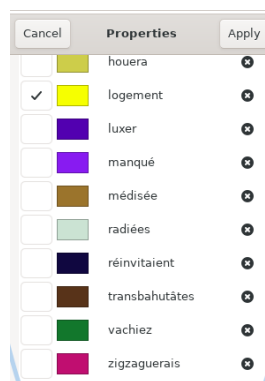 Cancel Properties Apply
houera
logement
luxer
manqué
médisée
radiées
réinvitaient
transbahutâtes
vachiez
zigzaguerais